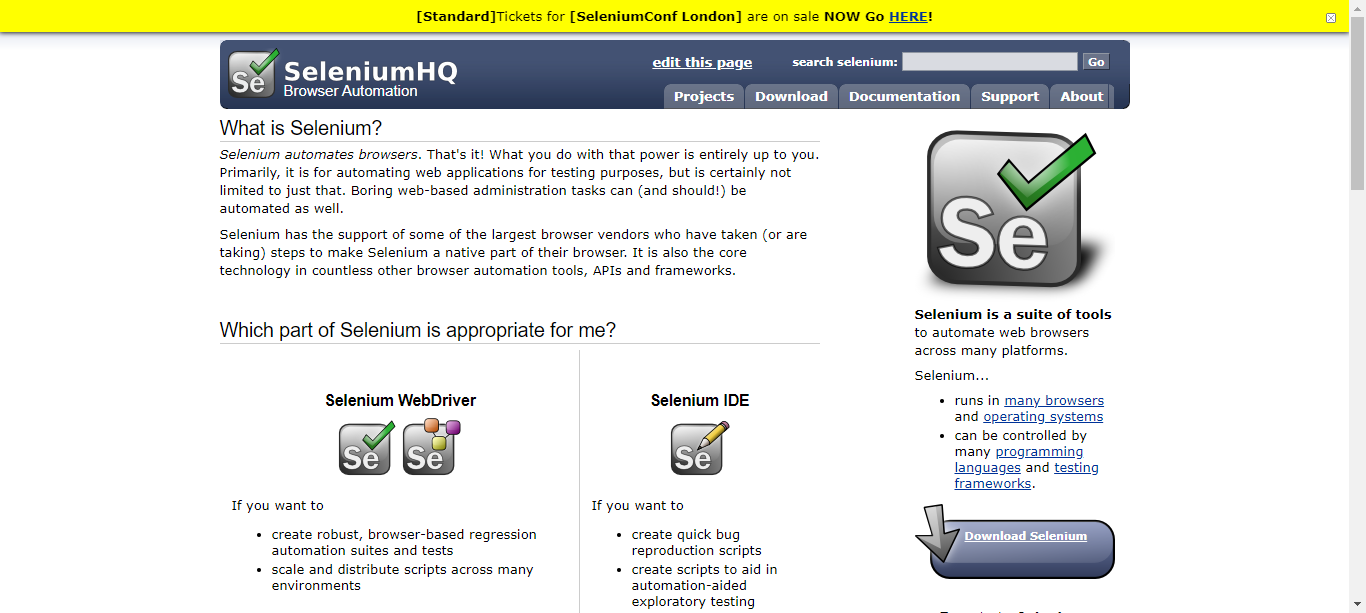 [Standard]Tickets for [SeleniumConf London] are on sale NOW Go HERE!
Se SeleniumHQ
Browser Automation
edit this page
search selenium:
Go
Projects Download Documentation Support About
What is Selenium?
Selenium automates browsers. That's it! What you do with that power is entirely up to you.
Primarily, it is for automating web applications for testing purposes, but is certainly not
limited to just that. Boring web-based administration tasks can (and should!) be
automated as well.
Selenium has the support of some of the largest browser vendors who have taken (or are
taking) steps to make Selenium a native part of their browser. It is also the core
technology in countless other browser automation tools, APIs and frameworks.
Which part of Selenium is appropriate for me?
Selenium WebDriver
Se Se
If you want to
• create robust, browser-based regression
automation suites and tests
• scale and distribute scripts across many
environments
Selenium IDE
Se
If you want to
• create quick bug
reproduction scripts
• create scripts to aid in
automation-aided
exploratory testing
Se
Selenium is a suite of tools
to automate web browsers
across many platforms.
Selenium...
• runs in many browsers
and operating systems
• can be controlled by
many programming
languages and testing
frameworks.
Download Selenium